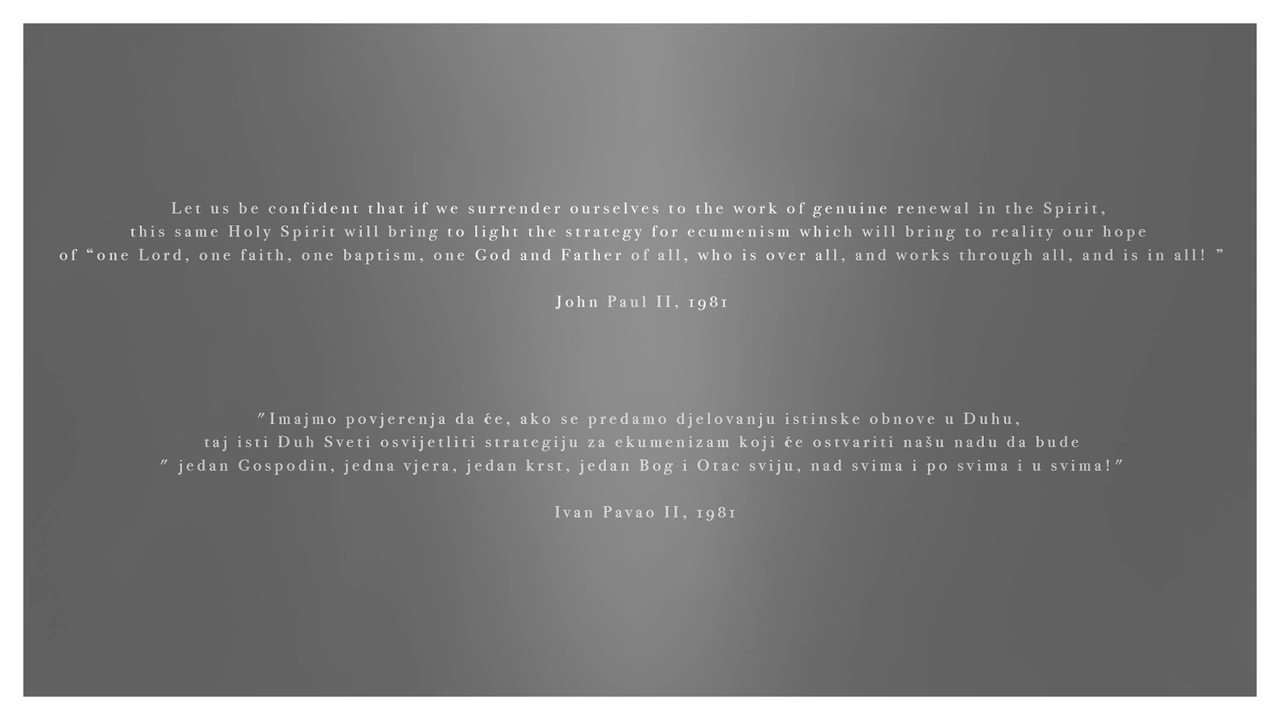 Let us be confident that if we surrender ourselves to the work of genuine renewal in the Spirit,
this same Holy Spirit will bring to light the strategy for ecumenism which will bring to reality our hope
of “one Lord, one faith, one baptism, one God and Father of all, who is over all, and works through all, and is in all! ”
John Paul II, 1981
"Imajmo povjerenja da će, ako se predamo djelovanju istinske obnove u Duhu,
taj isti Duh Sveti osvijetliti strategiju za ekumenizam koji će ostvariti našu nadu da bude
" jedan Gospodin, jedna vjera, jedan krst, jedan Bog i Otac sviju, nad svima i po svima i u svima!"
Ivan Pavao II, 1981